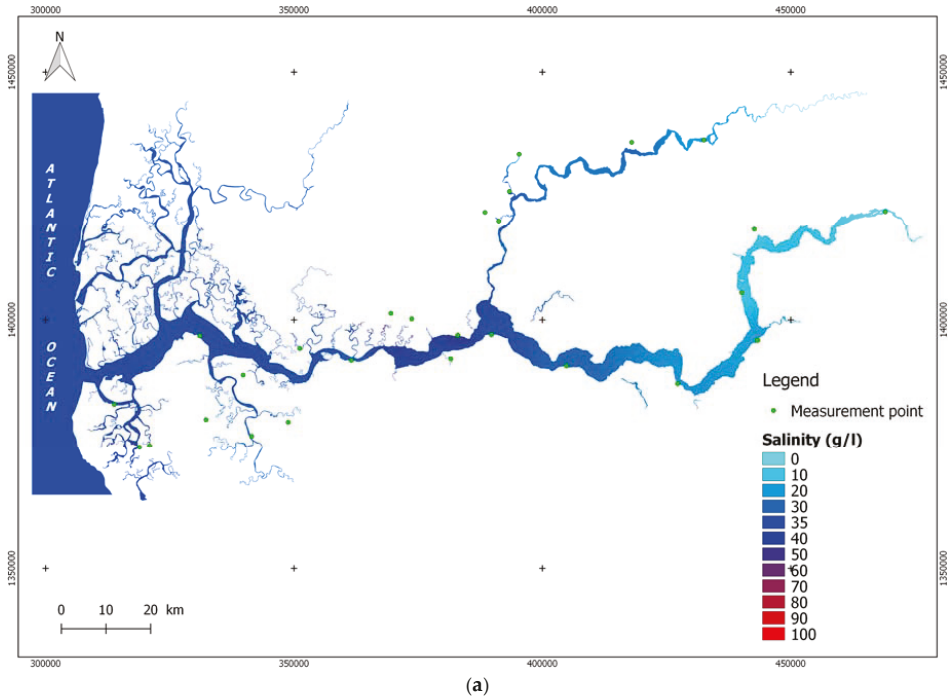 300000 350000 400000 450000
N
1450000 1450000
ATLANTIC
OCEAN
1400000 1400000
Legend
Measurement point
Salinity (g/l)
0
10
20
30
35
40
50
60
70
80
90
100
1350000 1350000
0 10 20 km
300000 350000 400000 450000
(a)